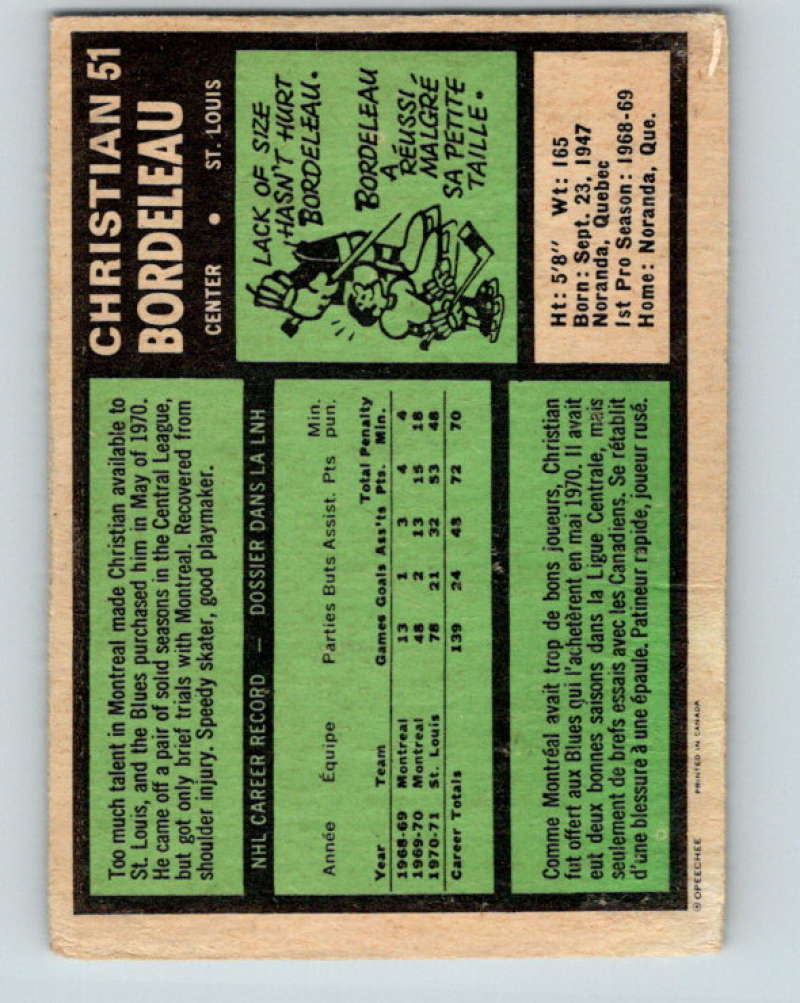 CHRISTIAN 51
BORDELEAU
CENTER • ST. LOUIS
Too much talent in Montreal made Christian available to
St. Louis, and the Blues purchased him in May of 1970.
He came off a pair of solid seasons in the Central League,
but got only brief trials with Montreal. Recovered from
shoulder injury. Speedy skater, good playmaker.
LACK OF SIZE
HASN'T HURT
BORDELEAU.
BORDELEAU
A
RÉUSSI
MALGRÉ
SA PETITE
TAILLE.
NHL CAREER RECORD — DOSSIER DANS LA LNH
Min.
Année Équipe Parties Buts Assist. Pts pun.
Total Penalty
Year Team Games Goals Ass'ts Pts. Min.
1968-69 Montreal 13 1 3 4 4
1969-70 Montreal 48 2 13 15 18
1970-71 St. Louis 78 21 32 53 48
Career Totals 139 24 48 72 70
Ht: 5'8" Wt: 165
Born: Sept. 23, 1947
Noranda, Quebec
1st Pro Season: 1968-69
Home: Noranda, Que.
Comme Montréal avait trop de bons joueurs, Christian
fut offert aux Blues qui l'achetèrent en mai 1970. Il avait
eut deux bonnes saisons dans la Ligue Centrale, mais
seulement de brefs essais avec les Canadiens. Se rétablit
d'une blessure à une épaule. Patineur rapide, joueur rusé.
® OPEECHEE PRINTED IN CANADA